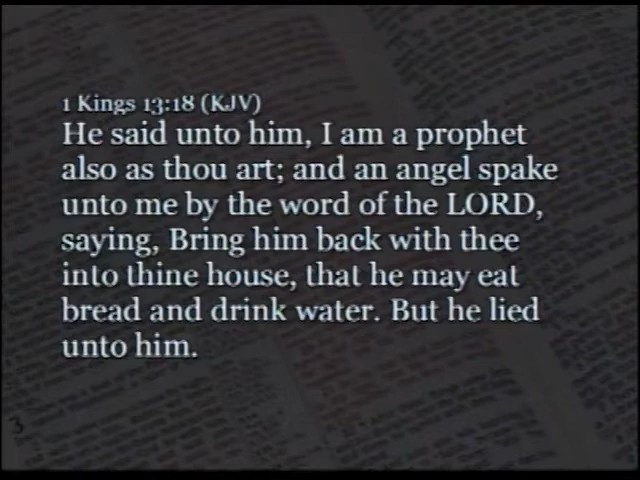 1 Kings 13:18 (KJV)
He said unto him, I am a prophet
also as thou art; and an angel spake
unto me by the word of the LORD,
saying, Bring him back with thee
into thine house, that he may eat
bread and drink water. But he lied
unto him.
3